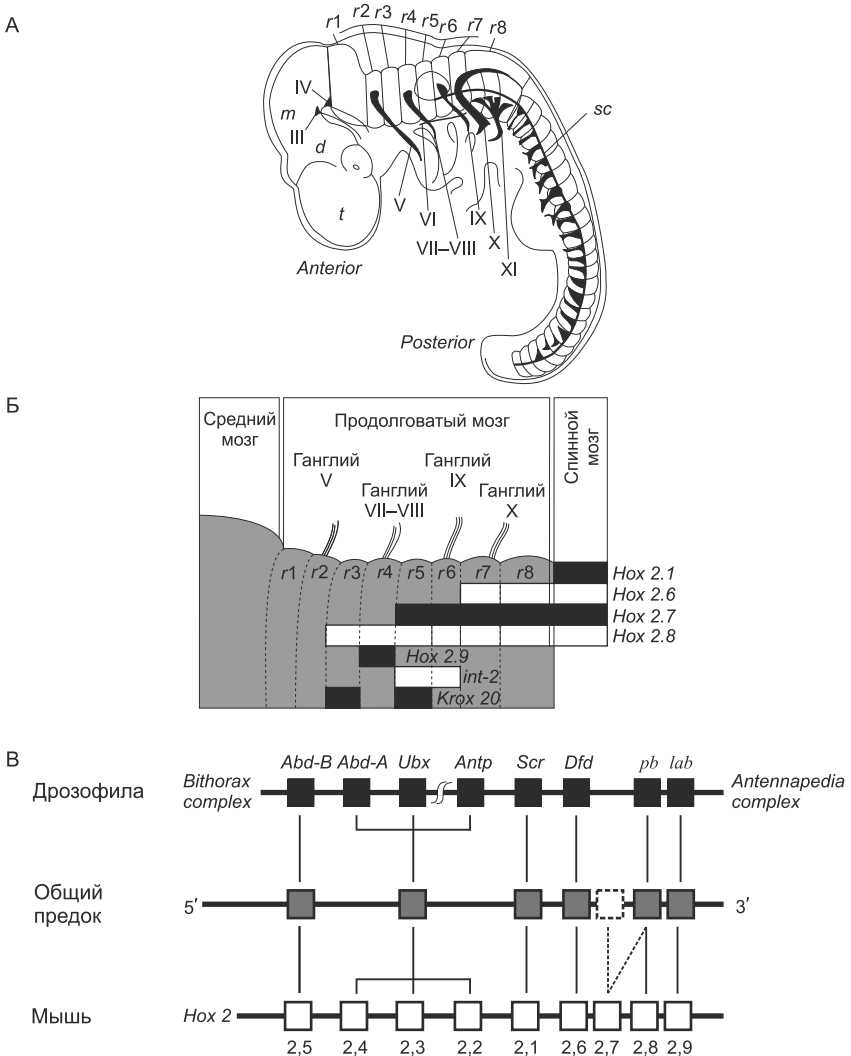 А
r1 r2 r3 r4 r5 r6 r7 r8
IV
m
III
d
t
sc
V
VI
VII–VIII
IX
X
XI
Anterior
Posterior
Б
Средний
мозг
Продолговатый мозг
Спинной
мозг
Ганглий
V
Ганглий
VII–VIII
Ганглий
IX
Ганглий
X
r1 r2 r3 r4 r5 r6 r7 r8
Hox 2.1
Hox 2.6
Hox 2.7
Hox 2.8
Hox 2.9
int-2
Krox 20
В
Abd-B Abd-A Ubx Antp Scr Dfd pb lab
Дрозофила
Bithorax
complex
Antennapedia
complex
Общий
предок
5′
3′
Мышь
Hox 2
2,5 2,4 2,3 2,2 2,1 2,6 2,7 2,8 2,9